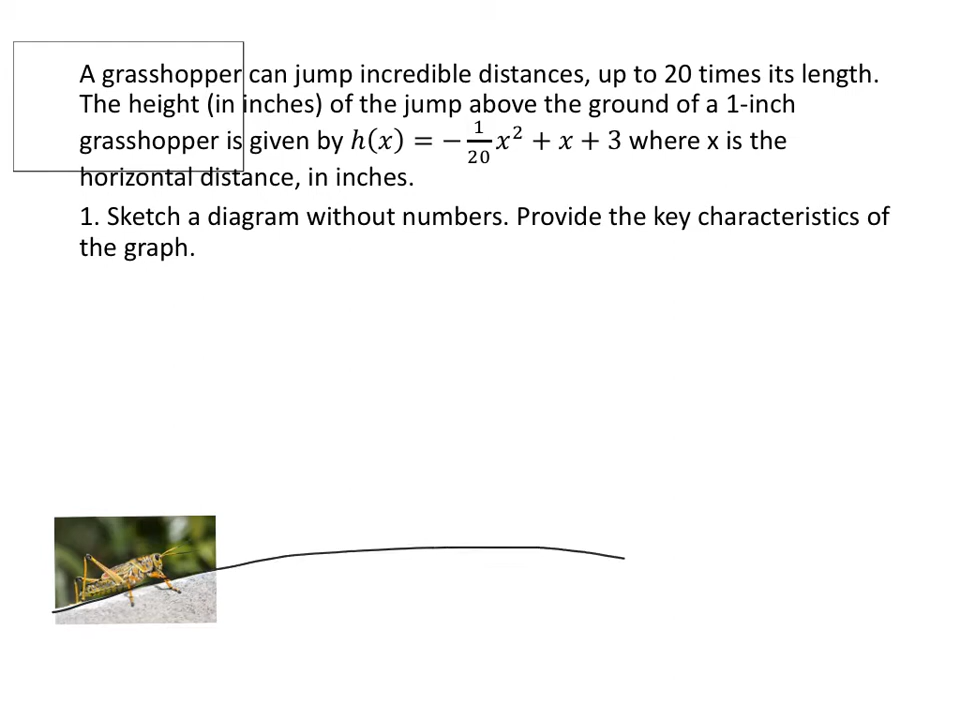 A grasshopper can jump incredible distances, up to 20 times its length.
The height (in inches) of the jump above the ground of a 1-inch
grasshopper is given by ℎ(𝑥) = −1/20 𝑥² + 𝑥 + 3 where x is the
horizontal distance, in inches.
1. Sketch a diagram without numbers. Provide the key characteristics of
the graph.